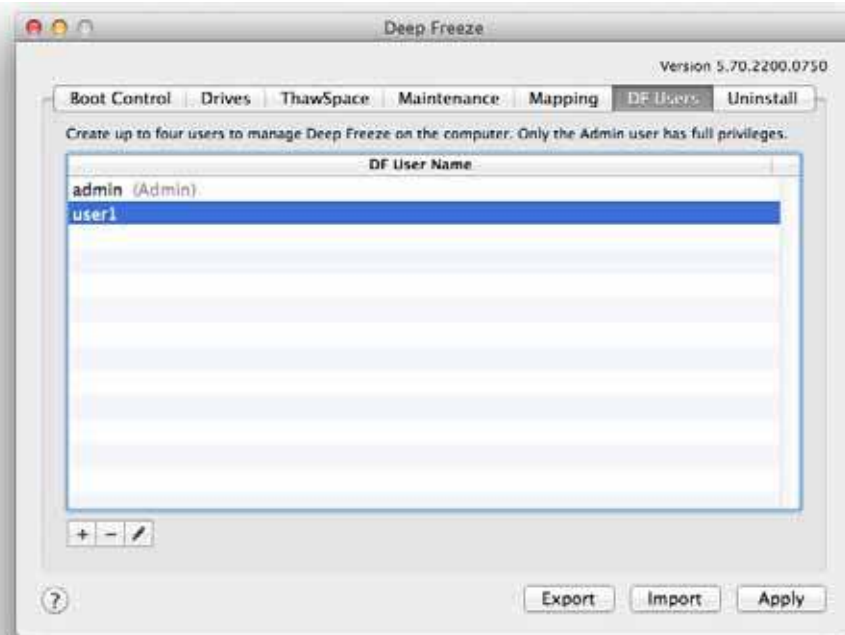 Deep Freeze
Version 5.70.2200.0750
Boot Control Drives ThawSpace Maintenance Mapping DF Users Uninstall
Create up to four users to manage Deep Freeze on the computer. Only the Admin user has full privileges.
DF User Name
admin (Admin)
user1
+ −
? Export Import Apply